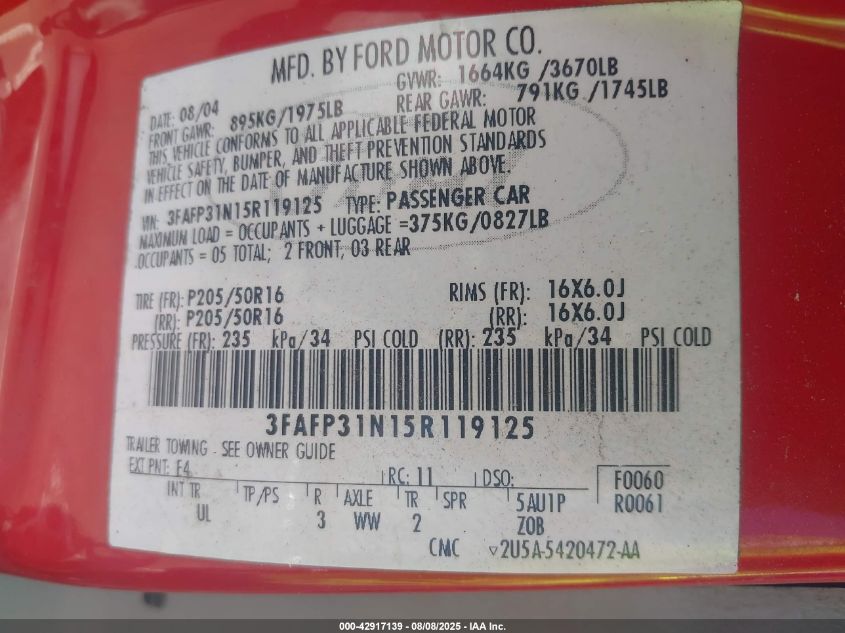 MFD. BY FORD MOTOR CO.
DATE: 08/04 GVWR: 1664KG /3670LB
FRONT GAWR: 895KG/1975LB REAR GAWR: 791KG /1745LB
THIS VEHICLE CONFORMS TO ALL APPLICABLE FEDERAL MOTOR
VEHICLE SAFETY, BUMPER, AND THEFT PREVENTION STANDARDS
IN EFFECT ON THE DATE OF MANUFACTURE SHOWN ABOVE.
VIN: 3FAFP31N15R119125 TYPE: PASSENGER CAR
MAXIMUM LOAD = OCCUPANTS + LUGGAGE =375KG/0827LB
OCCUPANTS = 05 TOTAL; 2 FRONT, 03 REAR
TIRE (FR): P205/50R16 RIMS (FR): 16X6.0J
(RR): P205/50R16 (RR): 16X6.0J
PRESSURE (FR): 235 kPa/34 PSI COLD (RR): 235 kPa/34 PSI COLD
3FAFP31N15R119125
TRAILER TOWING - SEE OWNER GUIDE
EXT PNT: F4 RC: 11 DSO: F0060
R0061
INT TR TP/PS R AXLE TR SPR 5AU1P
UL 3 WW 2 Z0B
CMC ▽2U5A-5420472-AA
000-42917139 - 08/08/2025 - IAA Inc.